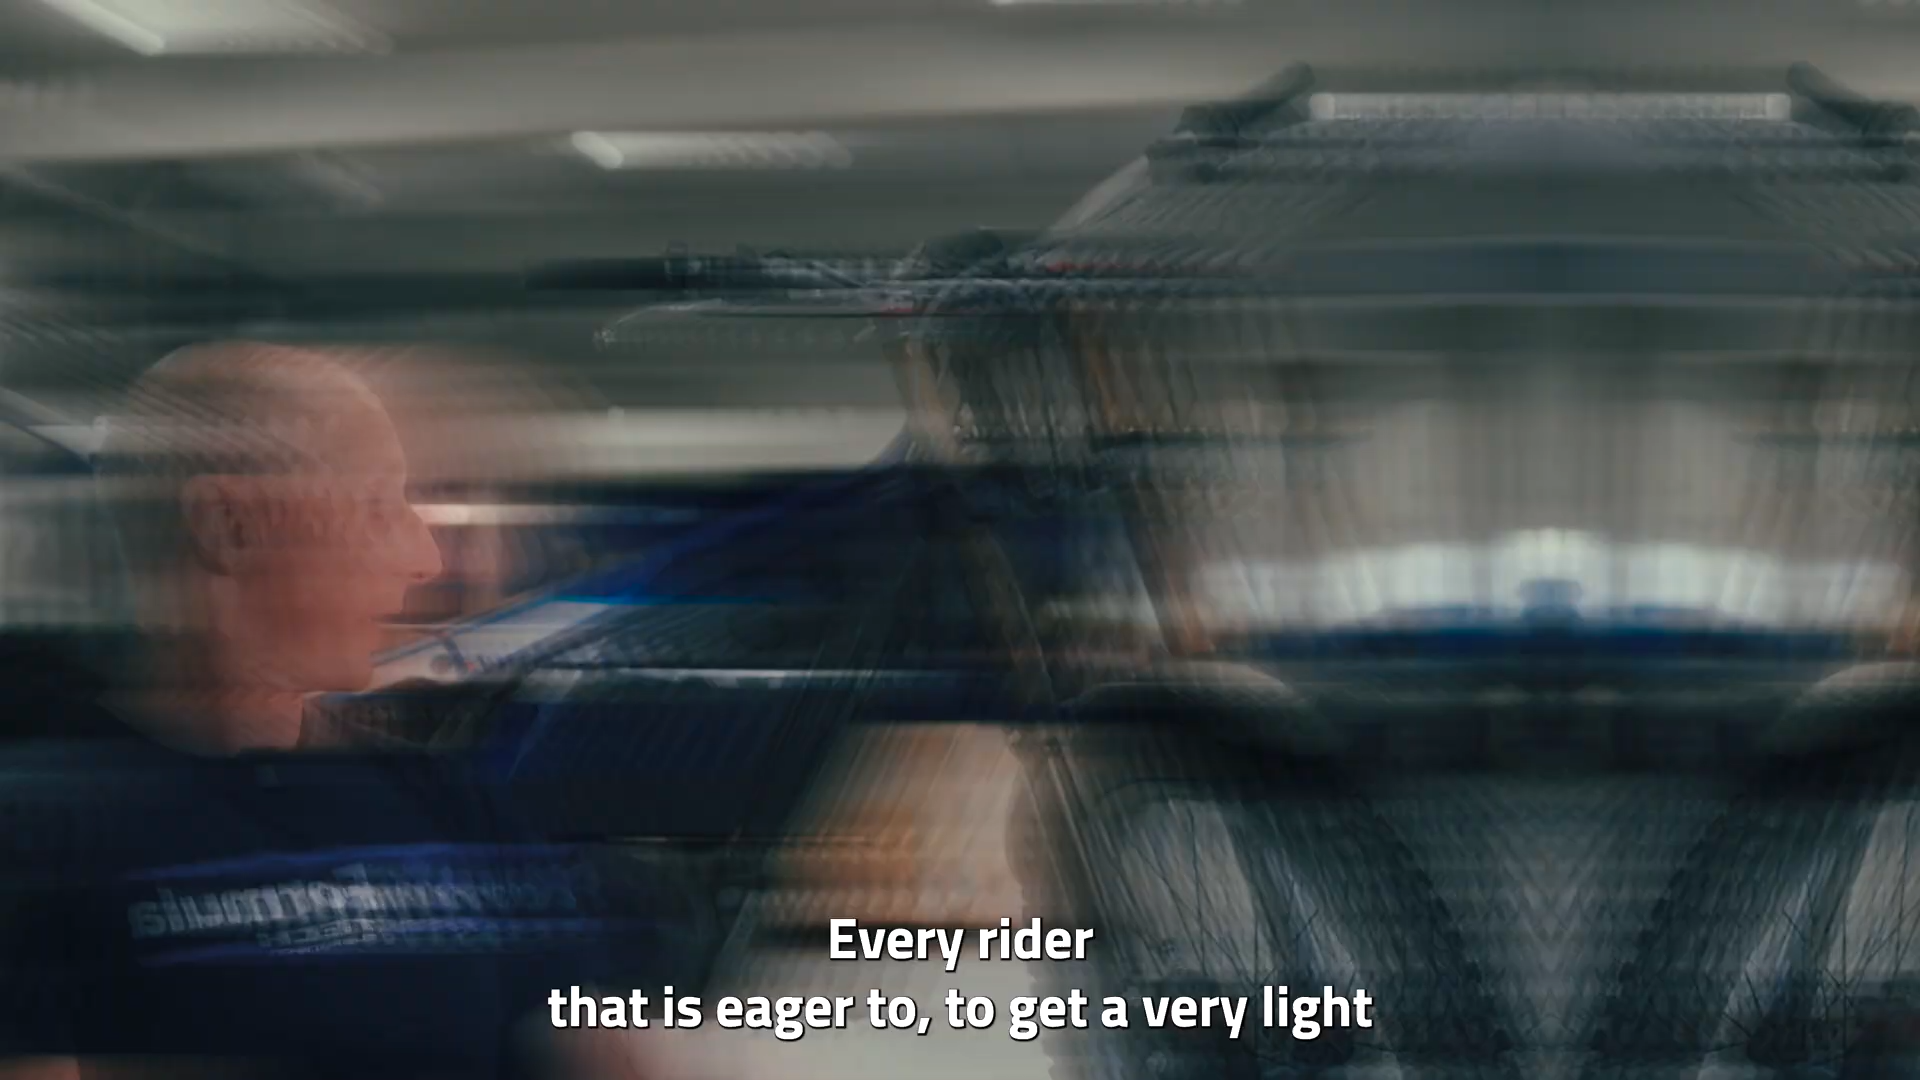 Every rider
that is eager to, to get a very light